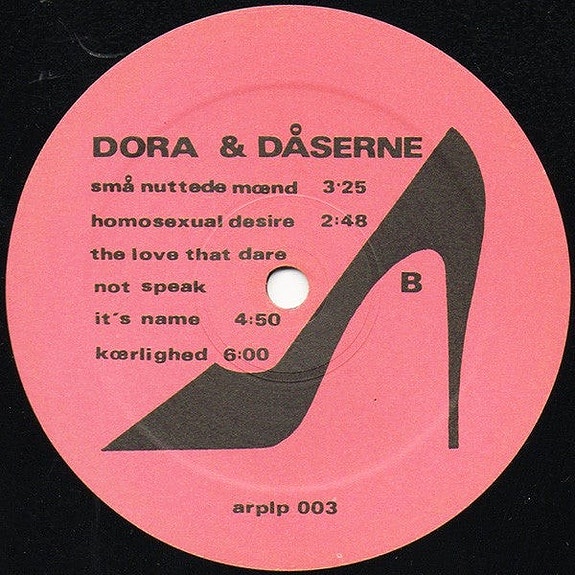 DORA & DÅSERNE
små nuttede mænd 3·25
homosexual desire 2:48
the love that dare
not speak
B
it's name 4:50
kærlighed 6:00
arplp 003